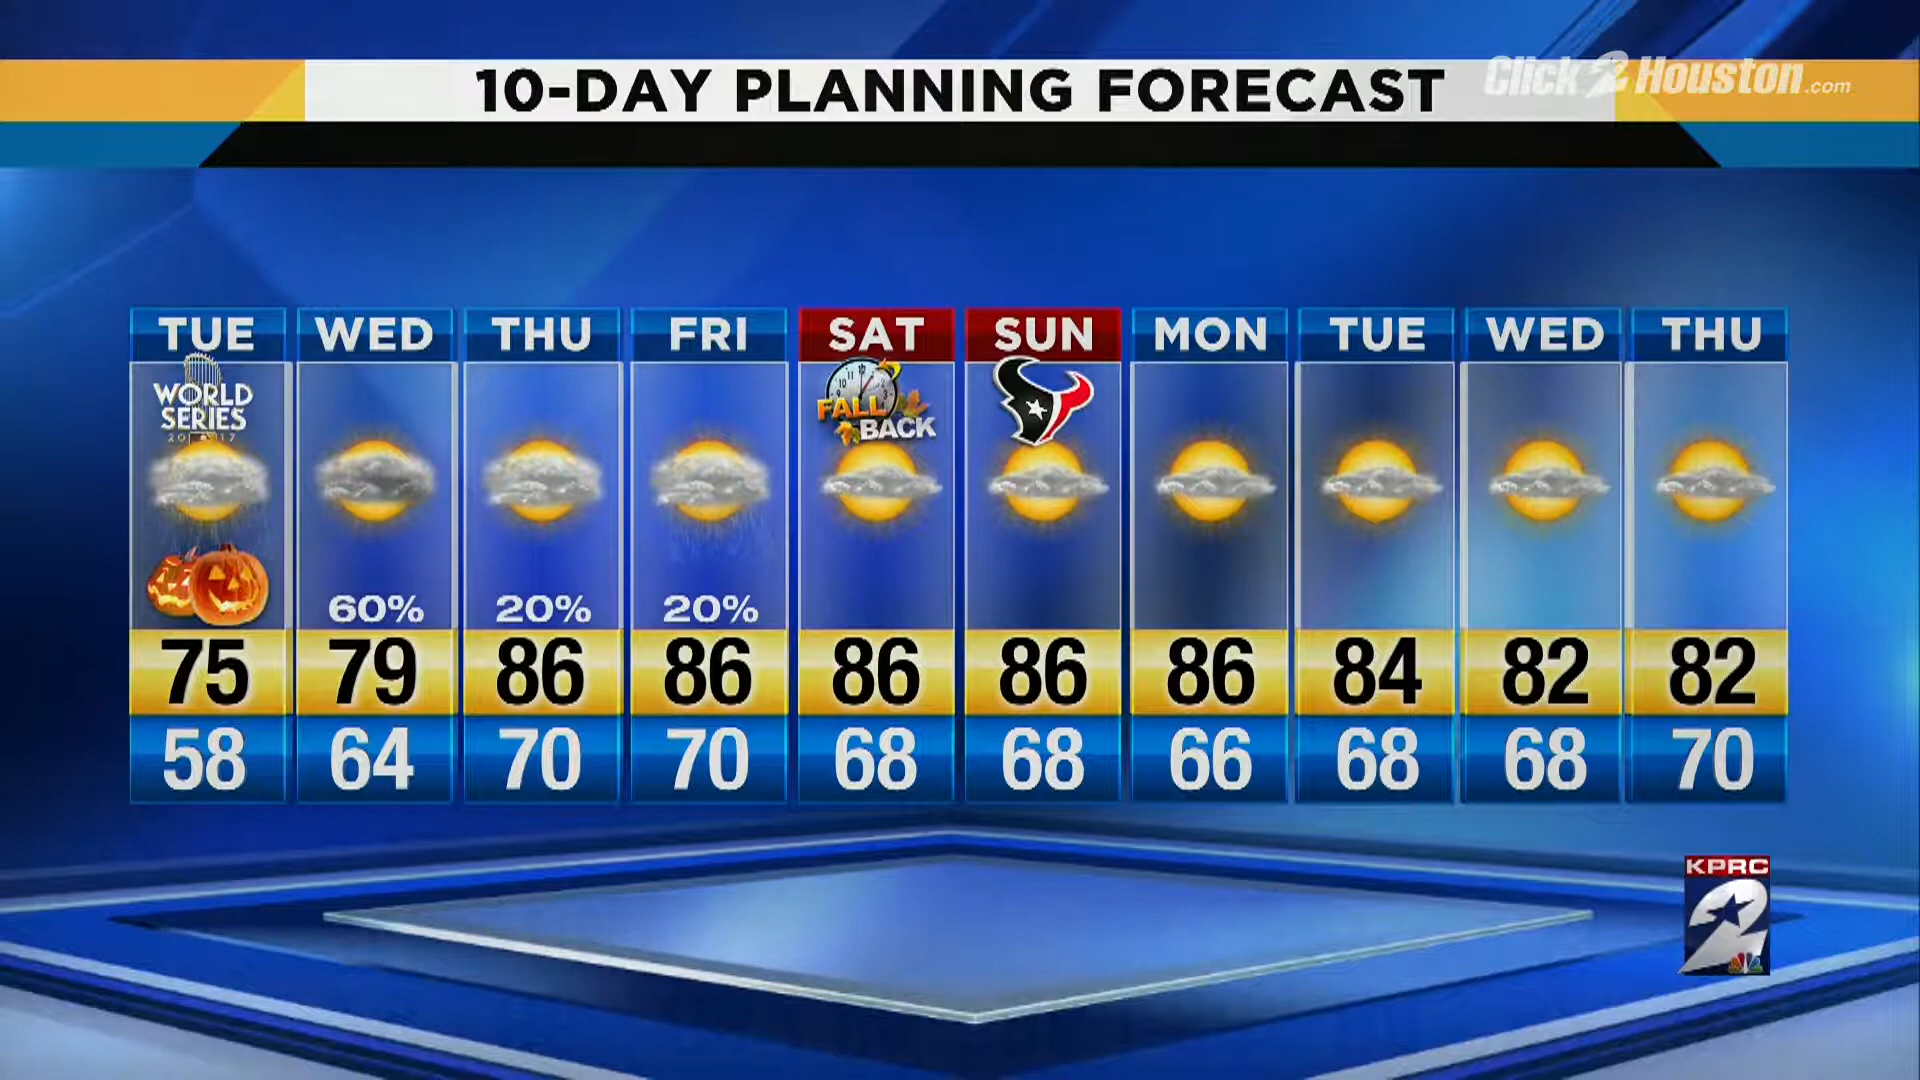 10-DAY PLANNING FORECAST
Click2Houston.com
TUE WED THU FRI SAT SUN MON TUE WED THU
WORLD
SERIES
2017
FALL
BACK
60% 20% 20%
75 79 86 86 86 86 86 84 82 82
58 64 70 70 68 68 66 68 68 70
KPRC
2